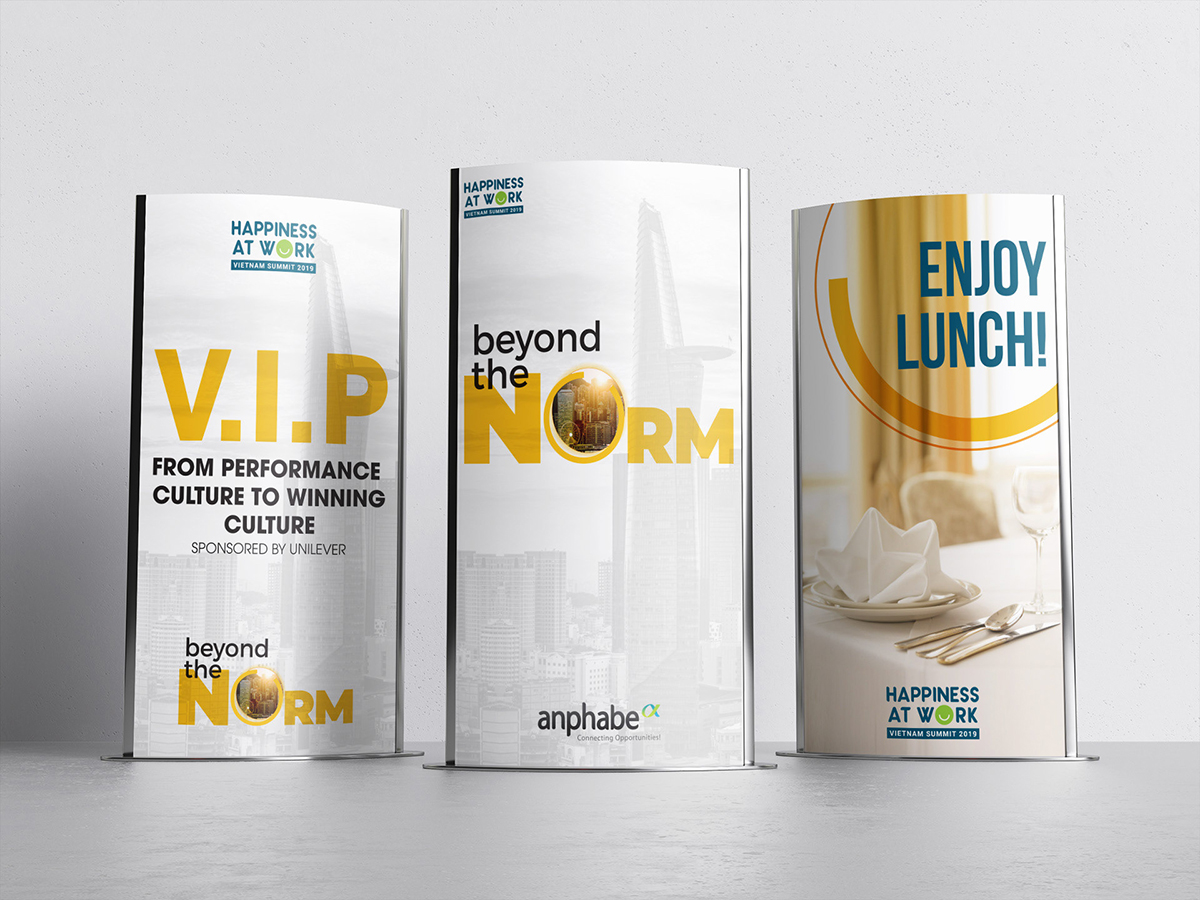 HAPPINESS
AT WORK
VIETNAM SUMMIT 2019
V.I.P
FROM PERFORMANCE
CULTURE TO WINNING
CULTURE
SPONSORED BY UNILEVER
beyond
the
NORM
HAPPINESS
AT WORK
VIETNAM SUMMIT 2019
beyond
the
NORM
anphabe
Connecting Opportunities!
ENJOY
LUNCH!
HAPPINESS
AT WORK
VIETNAM SUMMIT 2019